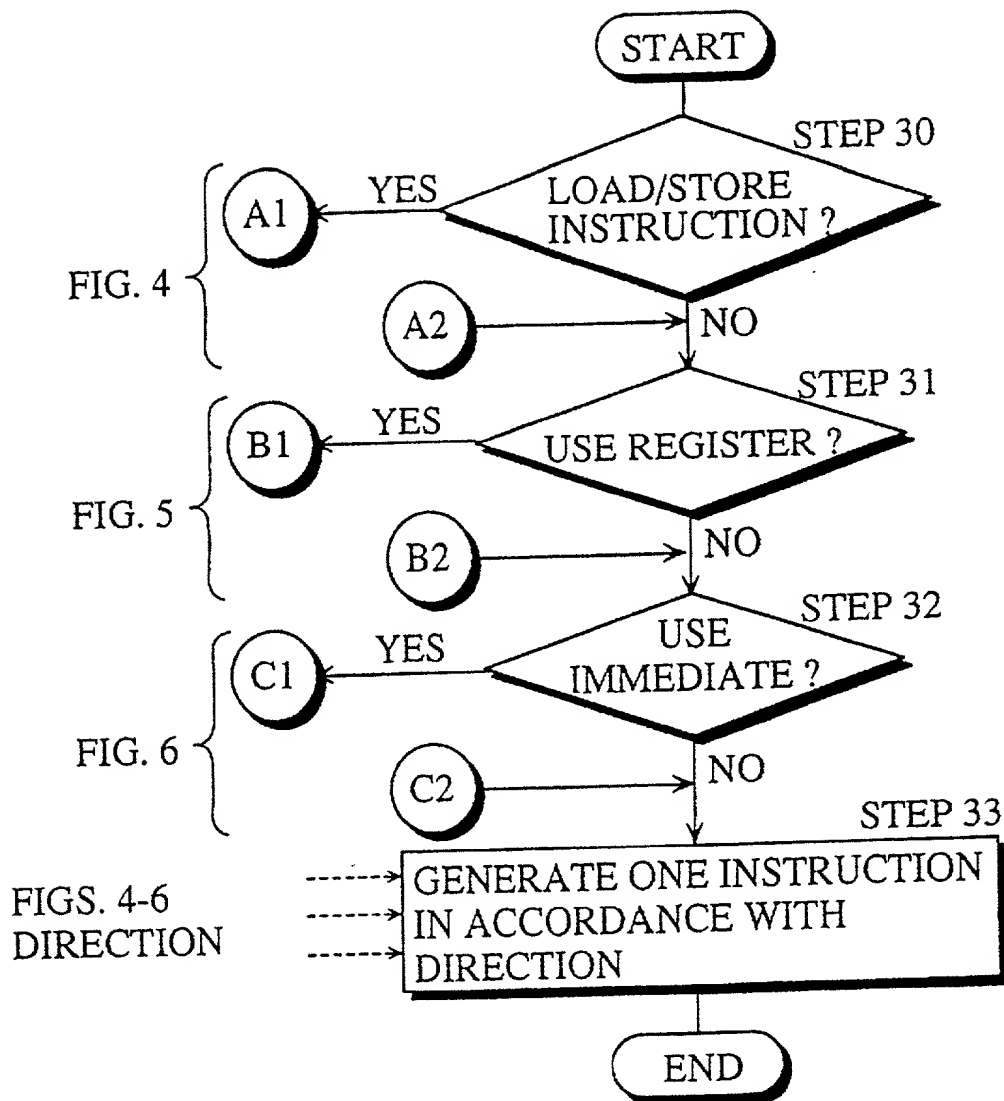 START
STEP 30
YES
LOAD/STORE
INSTRUCTION ?
A1
FIG. 4
A2
NO
STEP 31
YES
USE REGISTER ?
B1
FIG. 5
B2
NO
STEP 32
YES
USE
IMMEDIATE ?
C1
FIG. 6
C2
NO
STEP 33
FIGS. 4-6
DIRECTION
GENERATE ONE INSTRUCTION
IN ACCORDANCE WITH
DIRECTION
END